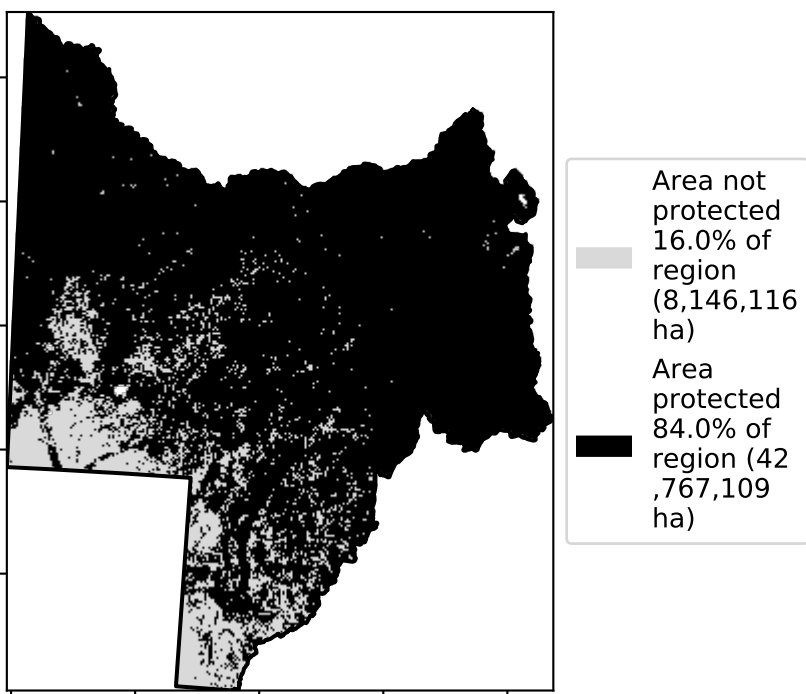 Area not
protected
16.0% of
region
(8,146,116
ha)
Area
protected
84.0% of
region (42
,767,109
ha)